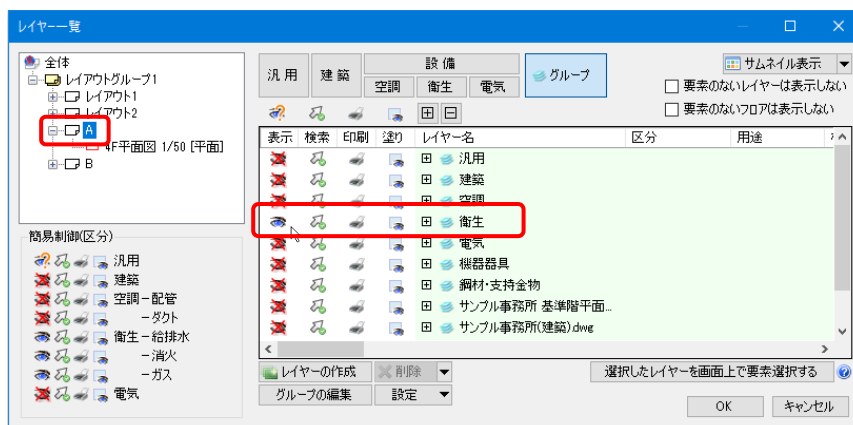 レイヤー一覧
全体
レイアウトグループ1
レイアウト1
レイアウト2
A
4F平面図 1/50 [平面]
B
簡易制御(区分)
汎用
建築
空調－配管
－ダクト
衛生－給排水
－消火
－ガス
電気
汎用
建築
設備
空調
衛生
電気
グループ
サムネイル表示
要素のないレイヤーは表示しない
要素のないフロアは表示しない
表示 検索 印刷 塗り レイヤー名 区分 用途
汎用
建築
空調
衛生
電気
機器器具
鋼材・支持金物
サンプル事務所 基準階平面...
サンプル事務所(建築).dwg
レイヤーの作成
削除
選択したレイヤーを画面上で要素選択する
グループの編集
設定
OK
キャンセル